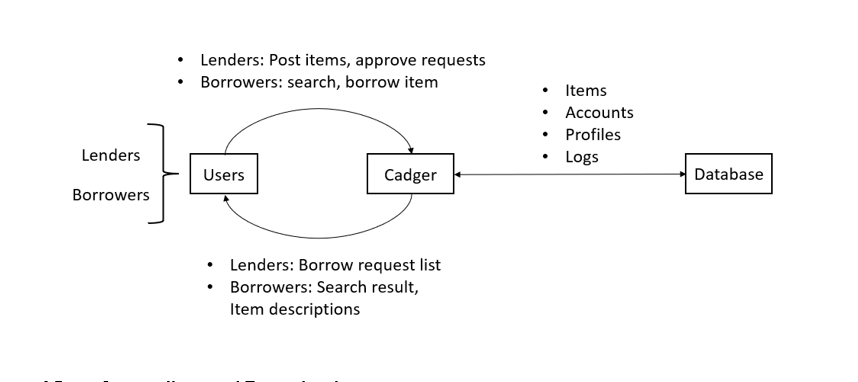 • Lenders: Post items, approve requests
• Borrowers: search, borrow item
• Items
• Accounts
• Profiles
• Logs
Lenders
Borrowers
Users
Cadger
Database
• Lenders: Borrow request list
• Borrowers: Search result,
Item descriptions